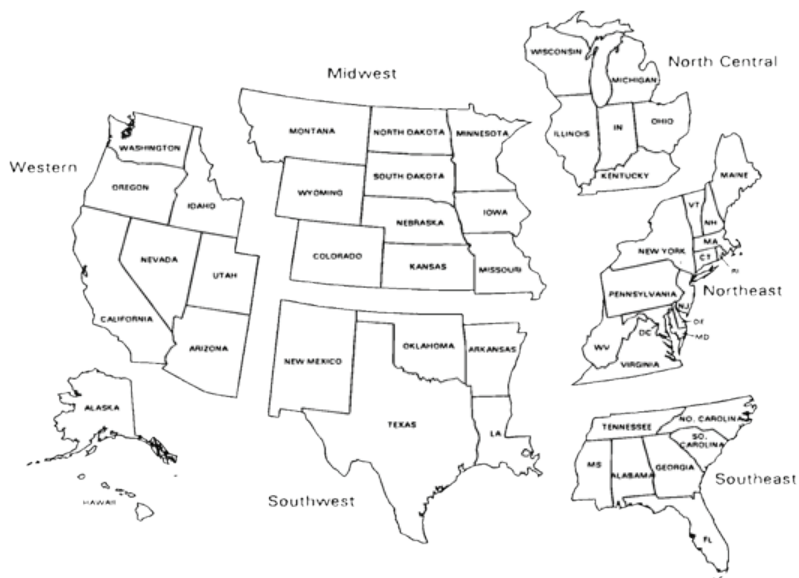 WISCONSIN
North Central
MICHIGAN
Midwest
ILLINOIS
IN
OHIO
KENTUCKY
MONTANA
NORTH DAKOTA
MINNESOTA
WASHINGTON
Western
SOUTH DAKOTA
MAINE
OREGON
WYOMING
IDAHO
VT
NH
NEBRASKA
IOWA
MA
NEW YORK
CT
RI
NEVADA
COLORADO
UTAH
KANSAS
MISSOURI
PENNSYLVANIA
Northeast
NJ
CALIFORNIA
DE
DC
MD
ARIZONA
NEW MEXICO
OKLAHOMA
ARKANSAS
WV
VIRGINIA
ALASKA
TEXAS
LA
TENNESSEE
NO. CAROLINA
SO.
CAROLINA
MS
ALABAMA
GEORGIA
Southeast
HAWAII
Southwest
FL